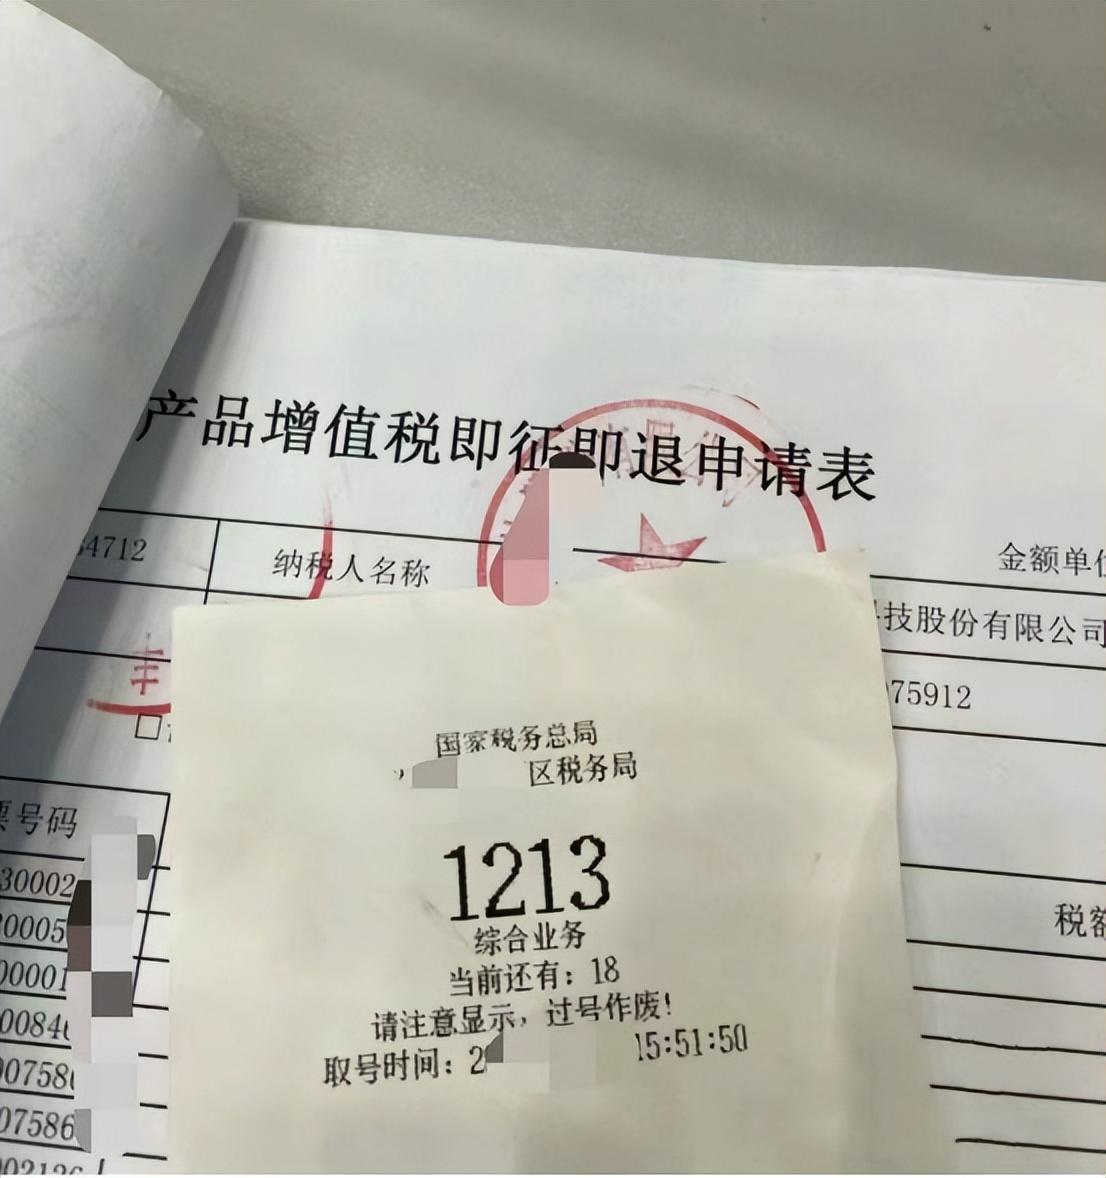 产品增值税即征即退申请表
金额单位
34712
纳税人名称
技股份有限公司
75912
票号码
30002
0005
00001
0084
07580
07586
税额
国家税务总局
区税务局
1213
综合业务
当前还有：18
请注意显示，过号作废！
取号时间：2 15:51:50